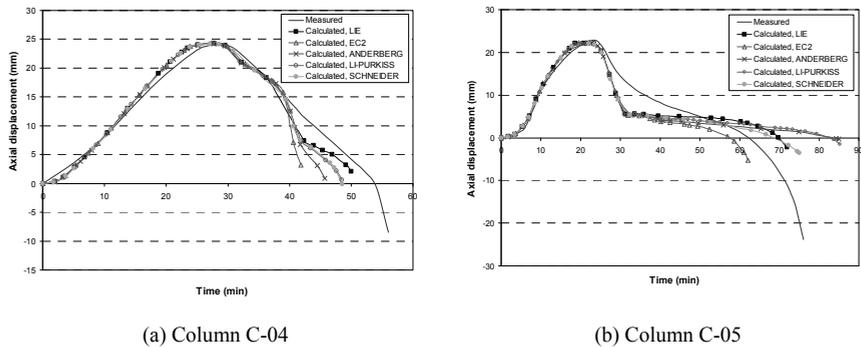 Axial displacement (mm)
30
25
20
15
10
5
0
-5
-10
-15
0
10
20
30
40
50
60
Time (min)
Measured
Calculated, LIE
Calculated, EC2
Calculated, ANDERBERG
Calculated, LI-PURKISS
Calculated, SCHNEIDER
(a) Column C-04
Axial displacement (mm)
30
20
10
0
-10
-20
-30
0
10
20
30
40
50
60
70
80
90
Time (min)
Measured
Calculated, LIE
Calculated, EC2
Calculated, ANDERBERG
Calculated, LI-PURKISS
Calculated, SCHNEIDER
(b) Column C-05